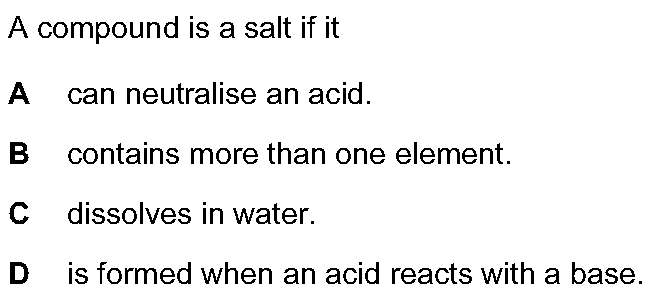 A compound is a salt if it
A can neutralise an acid.
B contains more than one element.
C dissolves in water.
D is formed when an acid reacts with a base.